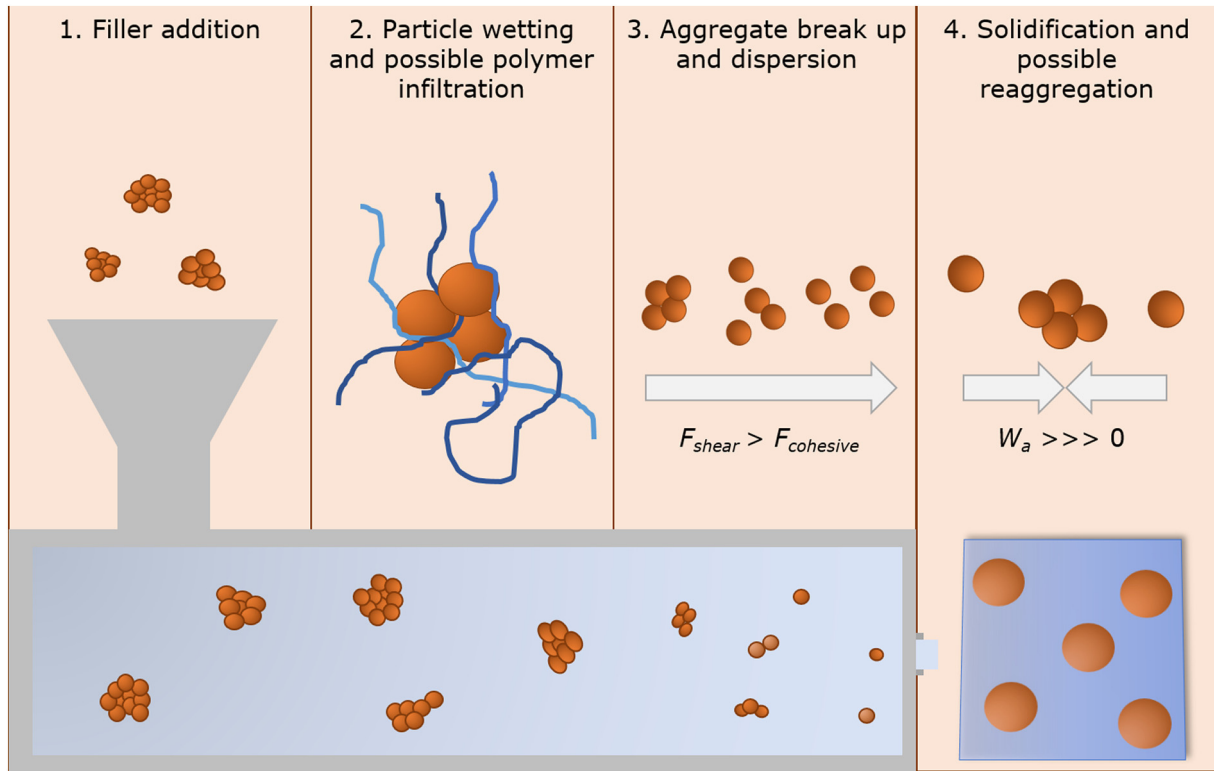 1. Filler addition
2. Particle wetting
and possible polymer
infiltration
3. Aggregate break up
and dispersion
4. Solidification and
possible
reaggregation
Fshear > Fcohesive
Wa >>> 0